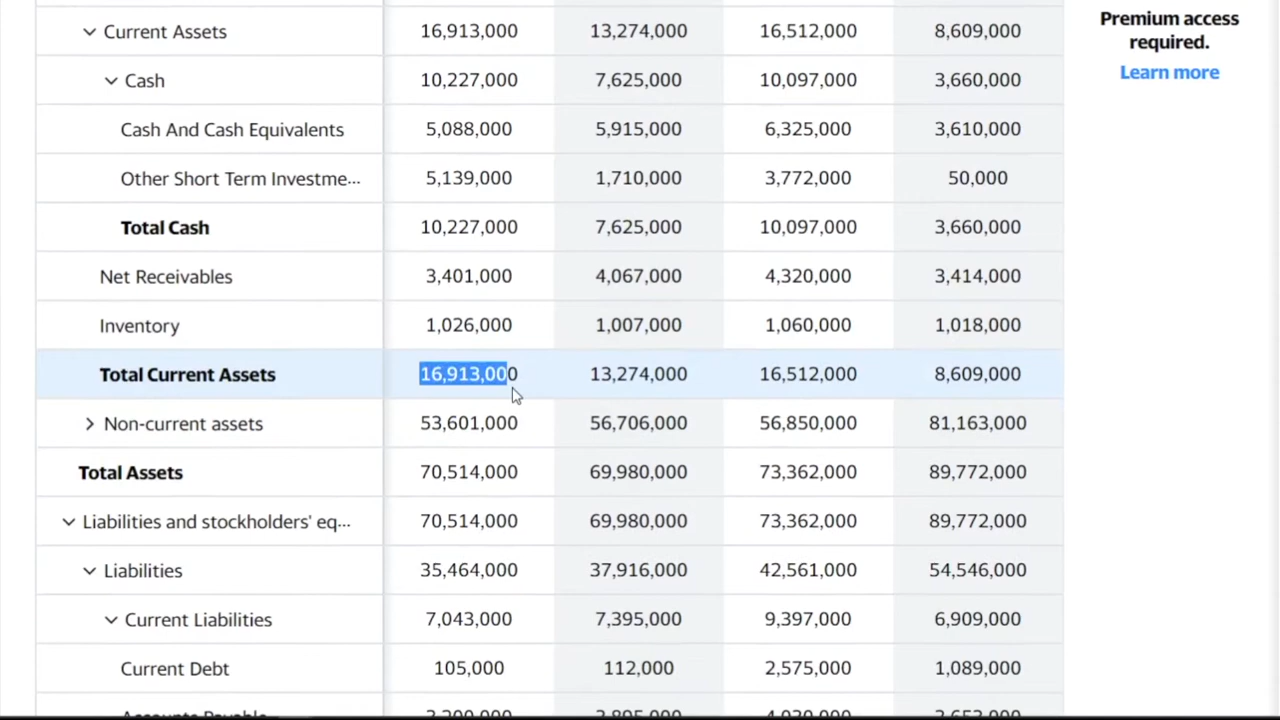 Premium access
required.
Learn more
Current Assets 16,913,000 13,274,000 16,512,000 8,609,000
Cash 10,227,000 7,625,000 10,097,000 3,660,000
Cash And Cash Equivalents 5,088,000 5,915,000 6,325,000 3,610,000
Other Short Term Investme... 5,139,000 1,710,000 3,772,000 50,000
Total Cash 10,227,000 7,625,000 10,097,000 3,660,000
Net Receivables 3,401,000 4,067,000 4,320,000 3,414,000
Inventory 1,026,000 1,007,000 1,060,000 1,018,000
Total Current Assets 16,913,000 13,274,000 16,512,000 8,609,000
Non-current assets 53,601,000 56,706,000 56,850,000 81,163,000
Total Assets 70,514,000 69,980,000 73,362,000 89,772,000
Liabilities and stockholders' eq... 70,514,000 69,980,000 73,362,000 89,772,000
Liabilities 35,464,000 37,916,000 42,561,000 54,546,000
Current Liabilities 7,043,000 7,395,000 9,397,000 6,909,000
Current Debt 105,000 112,000 2,575,000 1,089,000
Accounts Payable